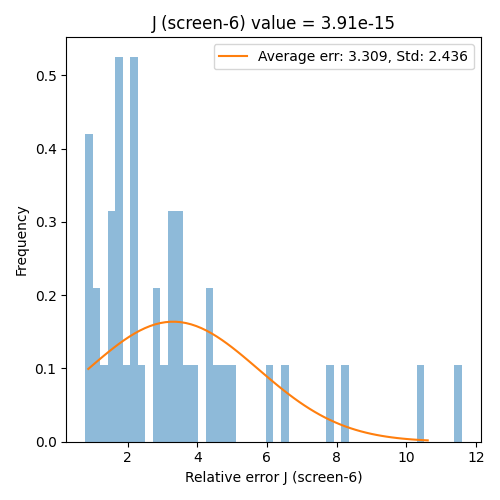 J (screen-6) value = 3.91e-15
Average err: 3.309, Std: 2.436
Frequency
0.5
0.4
0.3
0.2
0.1
0.0
2 4 6 8 10 12
Relative error J (screen-6)